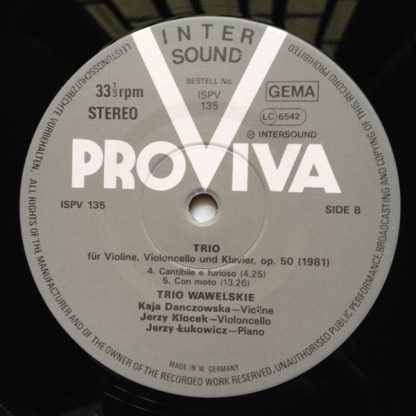 INTER
SOUND
BESTELL No.
ISPV
135
33 1/3 rpm
STEREO
GEMA
LC 6542
Ⓟ INTERSOUND
PROVIVA
ISPV 135
SIDE B
TRIO
für Violine, Violoncello und Klavier, op. 50 (1981)
4. Cantibile e furioso (4.25)
5. Con moto (13.26)
TRIO WAWELSKIE
Kaja Danczowska—Violine
Jerzy Klocek—Violoncello
Jerzy Łukowicz—Piano
MADE IN W. GERMANY
LEISTUNGSSCHUTZRECHTE VORBEHALTEN. ALL RIGHTS OF THE MANUFACTURER AND OF THE OWNER OF THE RECORDED WORK RESERVED. UNAUTHORISED PUBLIC PERFORMANCE, BROADCASTING AND COPYING OF THIS RECORD PROHIBITED